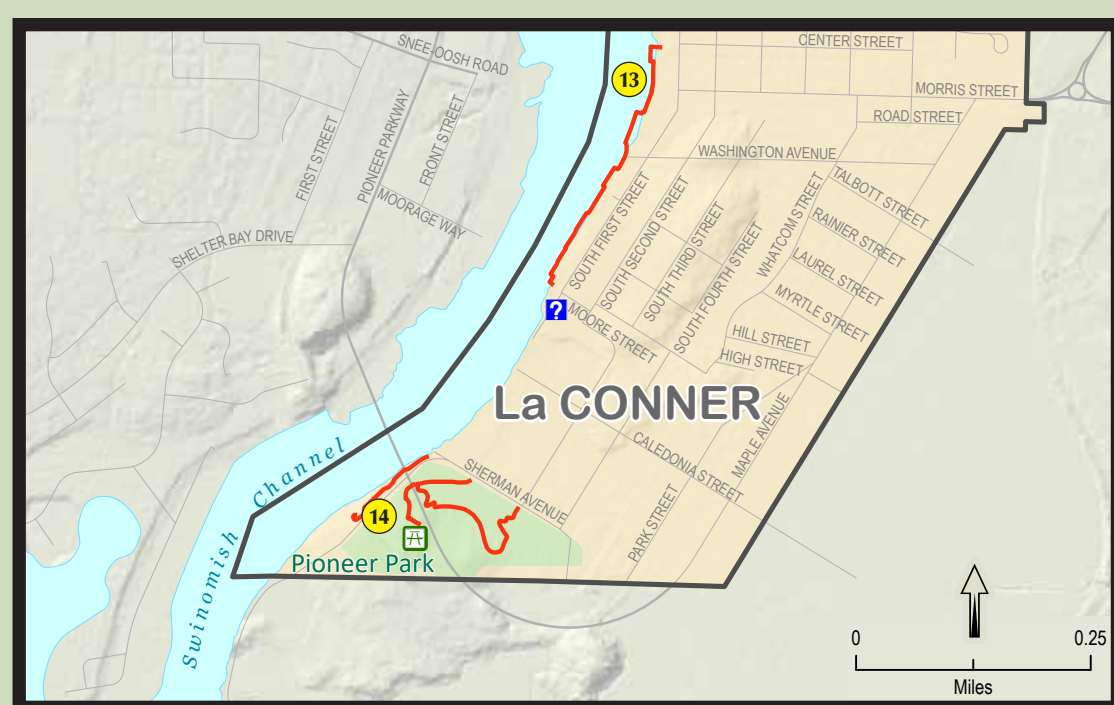 SNEE-OOSH ROAD
CENTER STREET
13
MORRIS STREET
ROAD STREET
FIRST STREET
PIONEER PARKWAY
FRONT STREET
WASHINGTON AVENUE
TALBOTT STREET
MOORAGE WAY
SHELTER BAY DRIVE
SOUTH FIRST STREET
SOUTH SECOND STREET
SOUTH THIRD STREET
SOUTH FOURTH STREET
WHATCOM STREET
RAINIER STREET
LAUREL STREET
MYRTLE STREET
?
MOORE STREET
HILL STREET
HIGH STREET
La CONNER
MAPLE AVENUE
CALEDONIA STREET
SHERMAN AVENUE
PARK STREET
Swinomish Channel
14
Pioneer Park
0 0.25
Miles